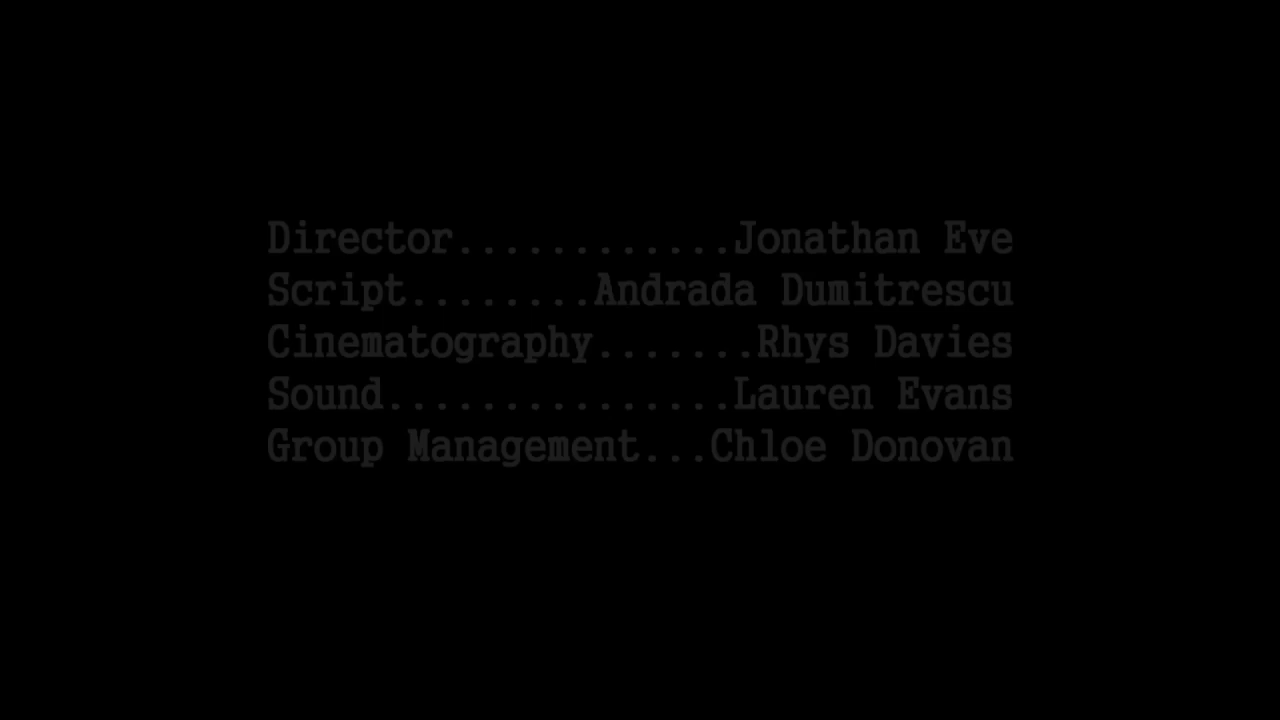 Director............Jonathan Eve
Script........Andrada Dumitrescu
Cinematography.......Rhys Davies
Sound...............Lauren Evans
Group Management...Chloe Donovan